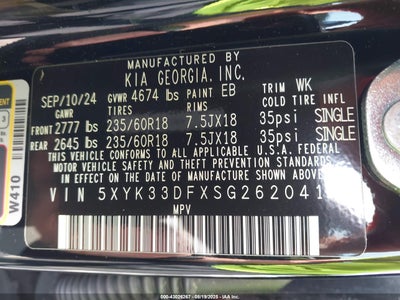 MFD BY
KIA GEORGIA, INC.
SEP/10/24 GVWR 4674 lbs PAINT EB TRIM WK
GAWR TIRES RIMS COLD TIRE INFL
FRONT 2777 lbs 235/60R18 7.5JX18 35psi SINGLE
REAR 2645 lbs 235/60R18 7.5JX18 35psi SINGLE
THIS VEHICLE CONFORMS TO ALL APPLICABLE U.S.A. FEDERAL
MOTOR VEHICLE SAFETY AND THEFT PREVENTION STANDARDS
IN EFFECT ON THE DATE OF MANUFACTURE SHOWN ABOVE.
VIN 5XYK33DFXSG262041
MPV
W410